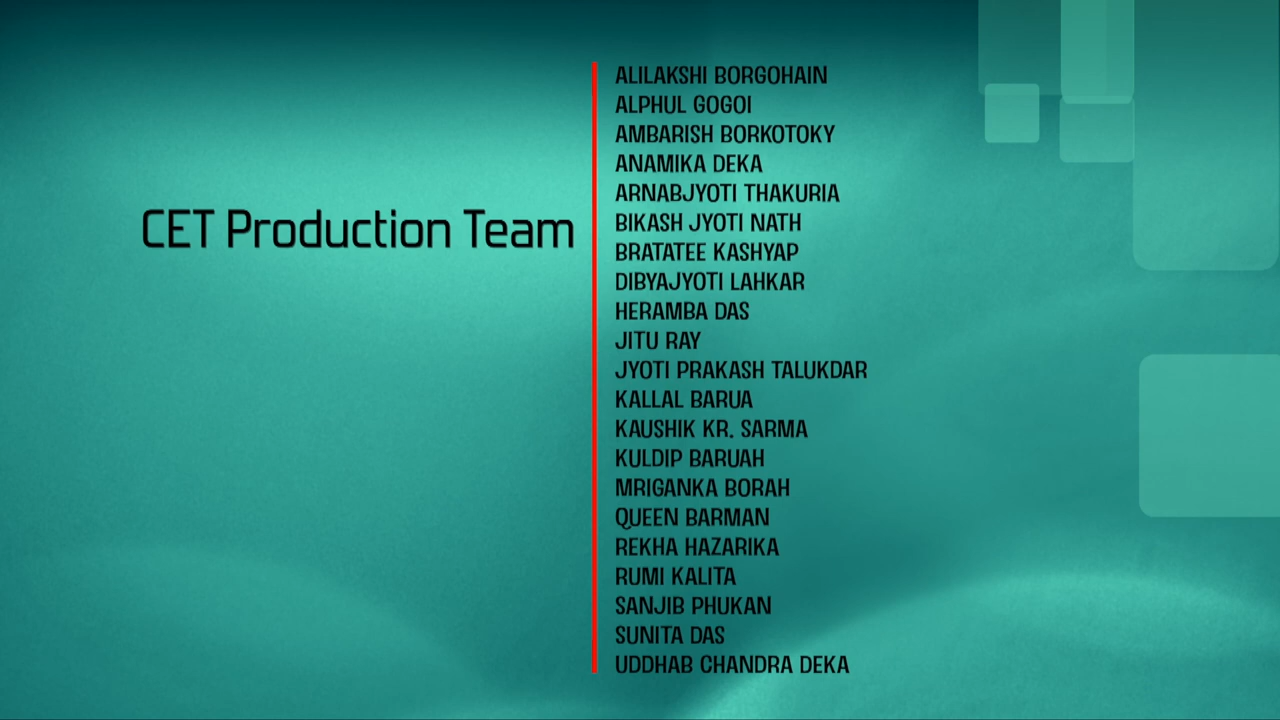 CET Production Team
ALILAKSHI BORGOHAIN
ALPHUL GOGOI
AMBARISH BORKOTOKY
ANAMIKA DEKA
ARNABJYOTI THAKURIA
BIKASH JYOTI NATH
BRATATEE KASHYAP
DIBYAJYOTI LAHKAR
HERAMBA DAS
JITU RAY
JYOTI PRAKASH TALUKDAR
KALLAL BARUA
KAUSHIK KR. SARMA
KULDIP BARUAH
MRIGANKA BORAH
QUEEN BARMAN
REKHA HAZARIKA
RUMI KALITA
SANJIB PHUKAN
SUNITA DAS
UDDHAB CHANDRA DEKA